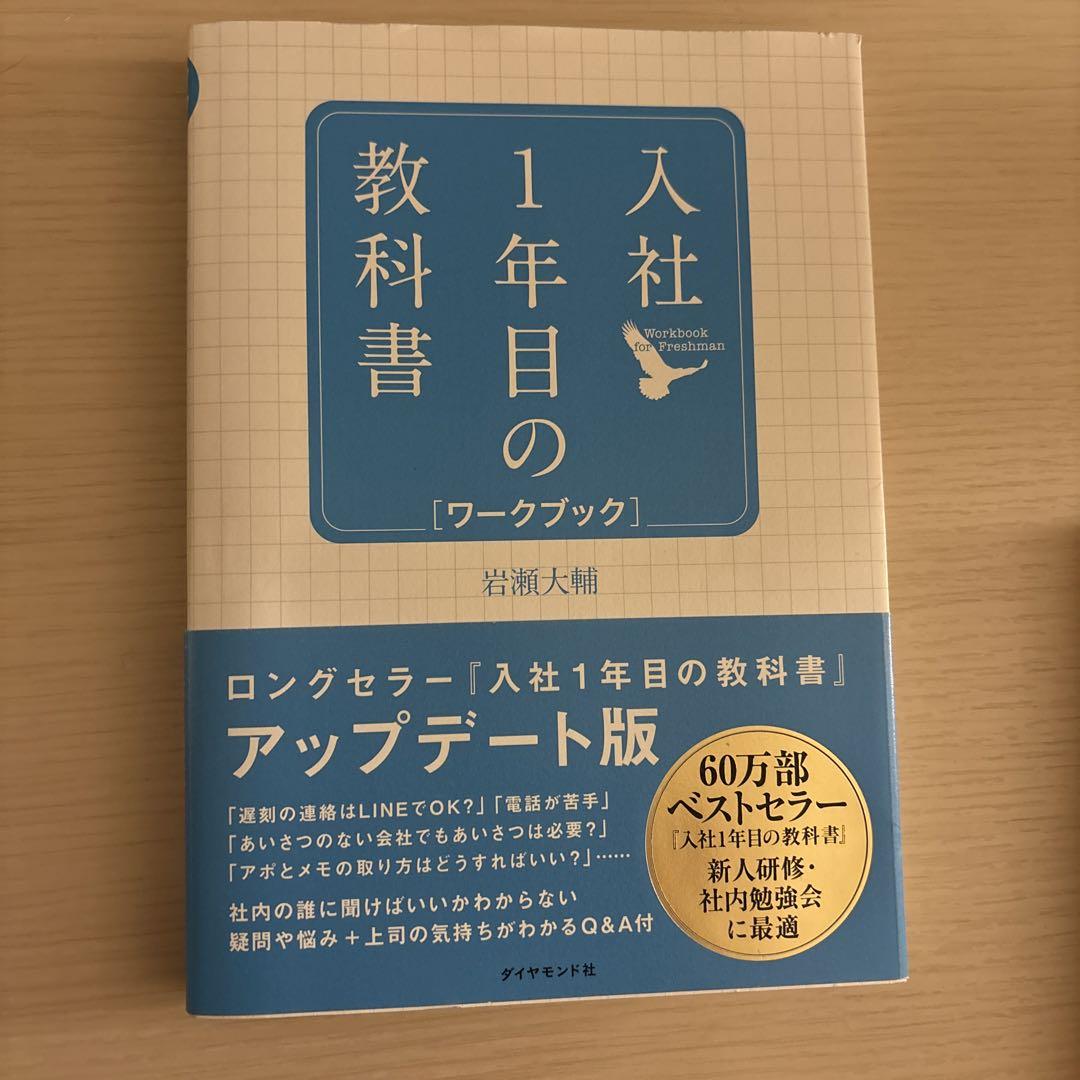 入社
1年目の
教科書
Workbook
for Freshman
[ワークブック]
岩瀬大輔
ロングセラー『入社1年目の教科書』
アップデート版
「遅刻の連絡はLINEでOK?」「電話が苦手」
「あいさつのない会社でもあいさつは必要?」
「アポとメモの取り方はどうすればいい?」……
社内の誰に聞けばいいかわからない
疑問や悩み+上司の気持ちがわかるQ&A付
60万部
ベストセラー
『入社1年目の教科書』
新人研修・
社内勉強会
に最適
ダイヤモンド社